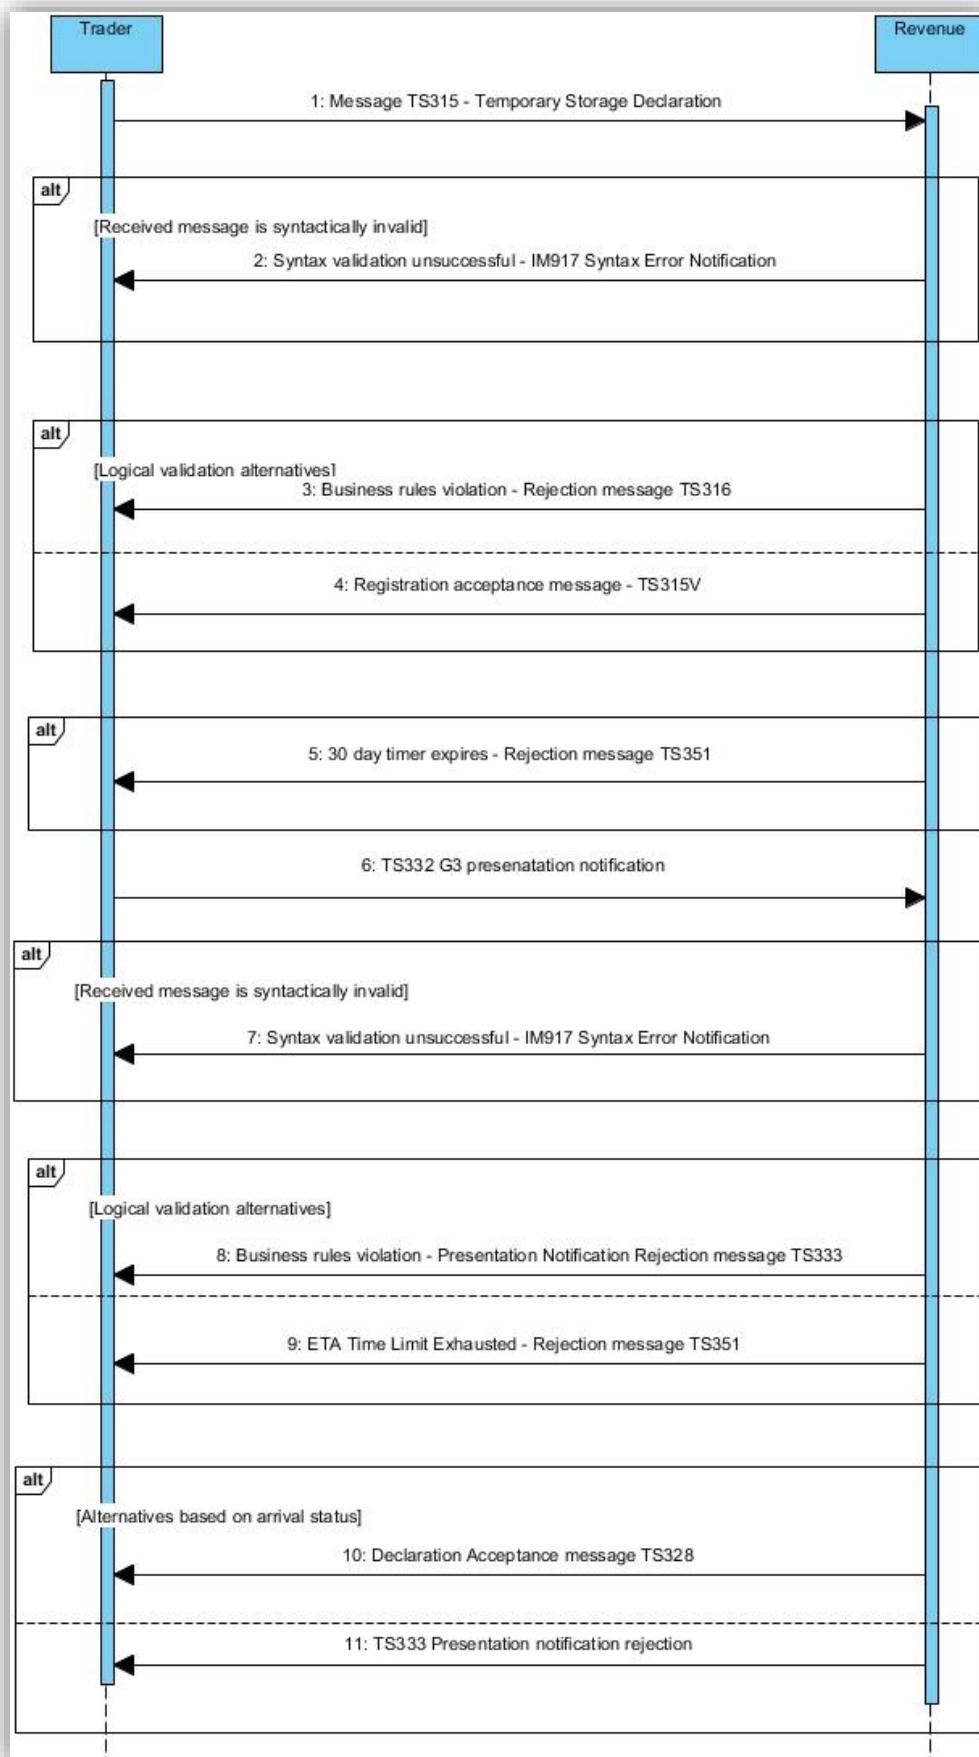 Trader
Revenue
1: Message TS315 - Temporary Storage Declaration
alt
[Received message is syntactically invalid]
2: Syntax validation unsuccessful - IM917 Syntax Error Notification
alt
[Logical validation alternatives]
3: Business rules violation - Rejection message TS316
4: Registration acceptance message - TS315V
alt
5: 30 day timer expires - Rejection message TS351
6: TS332 G3 presenatation notification
alt
[Received message is syntactically invalid]
7: Syntax validation unsuccessful - IM917 Syntax Error Notification
alt
[Logical validation alternatives]
8: Business rules violation - Presentation Notification Rejection message TS333
9: ETA Time Limit Exhausted - Rejection message TS351
alt
[Alternatives based on arrival status]
10: Declaration Acceptance message TS328
11: TS333 Presentation notification rejection